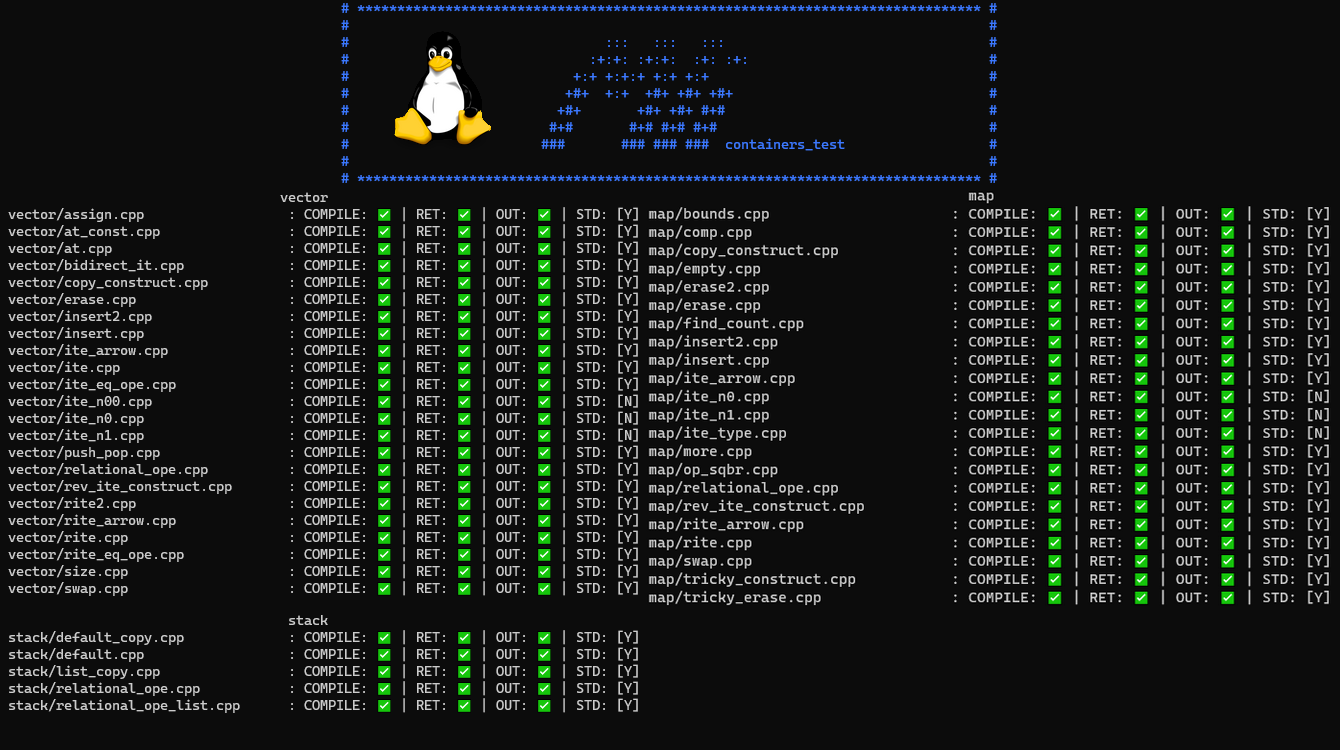 # ****************************************************************************** #
# #
# ::: ::: ::: #
# :+:+: :+:+: :+: :+: #
# +:+ +:+:+ +:+ +:+ #
# +#+ +:+ +#+ +#+ +#+ #
# +#+ +#+ +#+ #+# #
# #+# #+# #+# #+# #
# ### ### ### ### containers_test #
# #
# ****************************************************************************** #
vector
vector/assign.cpp : COMPILE: ✅ | RET: ✅ | OUT: ✅ | STD: [Y]
vector/at_const.cpp : COMPILE: ✅ | RET: ✅ | OUT: ✅ | STD: [Y]
vector/at.cpp : COMPILE: ✅ | RET: ✅ | OUT: ✅ | STD: [Y]
vector/bidirect_it.cpp : COMPILE: ✅ | RET: ✅ | OUT: ✅ | STD: [Y]
vector/copy_construct.cpp : COMPILE: ✅ | RET: ✅ | OUT: ✅ | STD: [Y]
vector/erase.cpp : COMPILE: ✅ | RET: ✅ | OUT: ✅ | STD: [Y]
vector/insert2.cpp : COMPILE: ✅ | RET: ✅ | OUT: ✅ | STD: [Y]
vector/insert.cpp : COMPILE: ✅ | RET: ✅ | OUT: ✅ | STD: [Y]
vector/ite_arrow.cpp : COMPILE: ✅ | RET: ✅ | OUT: ✅ | STD: [Y]
vector/ite.cpp : COMPILE: ✅ | RET: ✅ | OUT: ✅ | STD: [Y]
vector/ite_eq_ope.cpp : COMPILE: ✅ | RET: ✅ | OUT: ✅ | STD: [Y]
vector/ite_n00.cpp : COMPILE: ✅ | RET: ✅ | OUT: ✅ | STD: [N]
vector/ite_n0.cpp : COMPILE: ✅ | RET: ✅ | OUT: ✅ | STD: [N]
vector/ite_n1.cpp : COMPILE: ✅ | RET: ✅ | OUT: ✅ | STD: [N]
vector/push_pop.cpp : COMPILE: ✅ | RET: ✅ | OUT: ✅ | STD: [Y]
vector/relational_ope.cpp : COMPILE: ✅ | RET: ✅ | OUT: ✅ | STD: [Y]
vector/rev_ite_construct.cpp : COMPILE: ✅ | RET: ✅ | OUT: ✅ | STD: [Y]
vector/rite2.cpp : COMPILE: ✅ | RET: ✅ | OUT: ✅ | STD: [Y]
vector/rite_arrow.cpp : COMPILE: ✅ | RET: ✅ | OUT: ✅ | STD: [Y]
vector/rite.cpp : COMPILE: ✅ | RET: ✅ | OUT: ✅ | STD: [Y]
vector/rite_eq_ope.cpp : COMPILE: ✅ | RET: ✅ | OUT: ✅ | STD: [Y]
vector/size.cpp : COMPILE: ✅ | RET: ✅ | OUT: ✅ | STD: [Y]
vector/swap.cpp : COMPILE: ✅ | RET: ✅ | OUT: ✅ | STD: [Y]
map
map/bounds.cpp : COMPILE: ✅ | RET: ✅ | OUT: ✅ | STD: [Y]
map/comp.cpp : COMPILE: ✅ | RET: ✅ | OUT: ✅ | STD: [Y]
map/copy_construct.cpp : COMPILE: ✅ | RET: ✅ | OUT: ✅ | STD: [Y]
map/empty.cpp : COMPILE: ✅ | RET: ✅ | OUT: ✅ | STD: [Y]
map/erase2.cpp : COMPILE: ✅ | RET: ✅ | OUT: ✅ | STD: [Y]
map/erase.cpp : COMPILE: ✅ | RET: ✅ | OUT: ✅ | STD: [Y]
map/find_count.cpp : COMPILE: ✅ | RET: ✅ | OUT: ✅ | STD: [Y]
map/insert2.cpp : COMPILE: ✅ | RET: ✅ | OUT: ✅ | STD: [Y]
map/insert.cpp : COMPILE: ✅ | RET: ✅ | OUT: ✅ | STD: [Y]
map/ite_arrow.cpp : COMPILE: ✅ | RET: ✅ | OUT: ✅ | STD: [Y]
map/ite_n0.cpp : COMPILE: ✅ | RET: ✅ | OUT: ✅ | STD: [N]
map/ite_n1.cpp : COMPILE: ✅ | RET: ✅ | OUT: ✅ | STD: [N]
map/ite_type.cpp : COMPILE: ✅ | RET: ✅ | OUT: ✅ | STD: [N]
map/more.cpp : COMPILE: ✅ | RET: ✅ | OUT: ✅ | STD: [Y]
map/op_sqbr.cpp : COMPILE: ✅ | RET: ✅ | OUT: ✅ | STD: [Y]
map/relational_ope.cpp : COMPILE: ✅ | RET: ✅ | OUT: ✅ | STD: [Y]
map/rev_ite_construct.cpp : COMPILE: ✅ | RET: ✅ | OUT: ✅ | STD: [Y]
map/rite_arrow.cpp : COMPILE: ✅ | RET: ✅ | OUT: ✅ | STD: [Y]
map/rite.cpp : COMPILE: ✅ | RET: ✅ | OUT: ✅ | STD: [Y]
map/swap.cpp : COMPILE: ✅ | RET: ✅ | OUT: ✅ | STD: [Y]
map/tricky_construct.cpp : COMPILE: ✅ | RET: ✅ | OUT: ✅ | STD: [Y]
map/tricky_erase.cpp : COMPILE: ✅ | RET: ✅ | OUT: ✅ | STD: [Y]
stack
stack/default_copy.cpp : COMPILE: ✅ | RET: ✅ | OUT: ✅ | STD: [Y]
stack/default.cpp : COMPILE: ✅ | RET: ✅ | OUT: ✅ | STD: [Y]
stack/list_copy.cpp : COMPILE: ✅ | RET: ✅ | OUT: ✅ | STD: [Y]
stack/relational_ope.cpp : COMPILE: ✅ | RET: ✅ | OUT: ✅ | STD: [Y]
stack/relational_ope_list.cpp : COMPILE: ✅ | RET: ✅ | OUT: ✅ | STD: [Y]